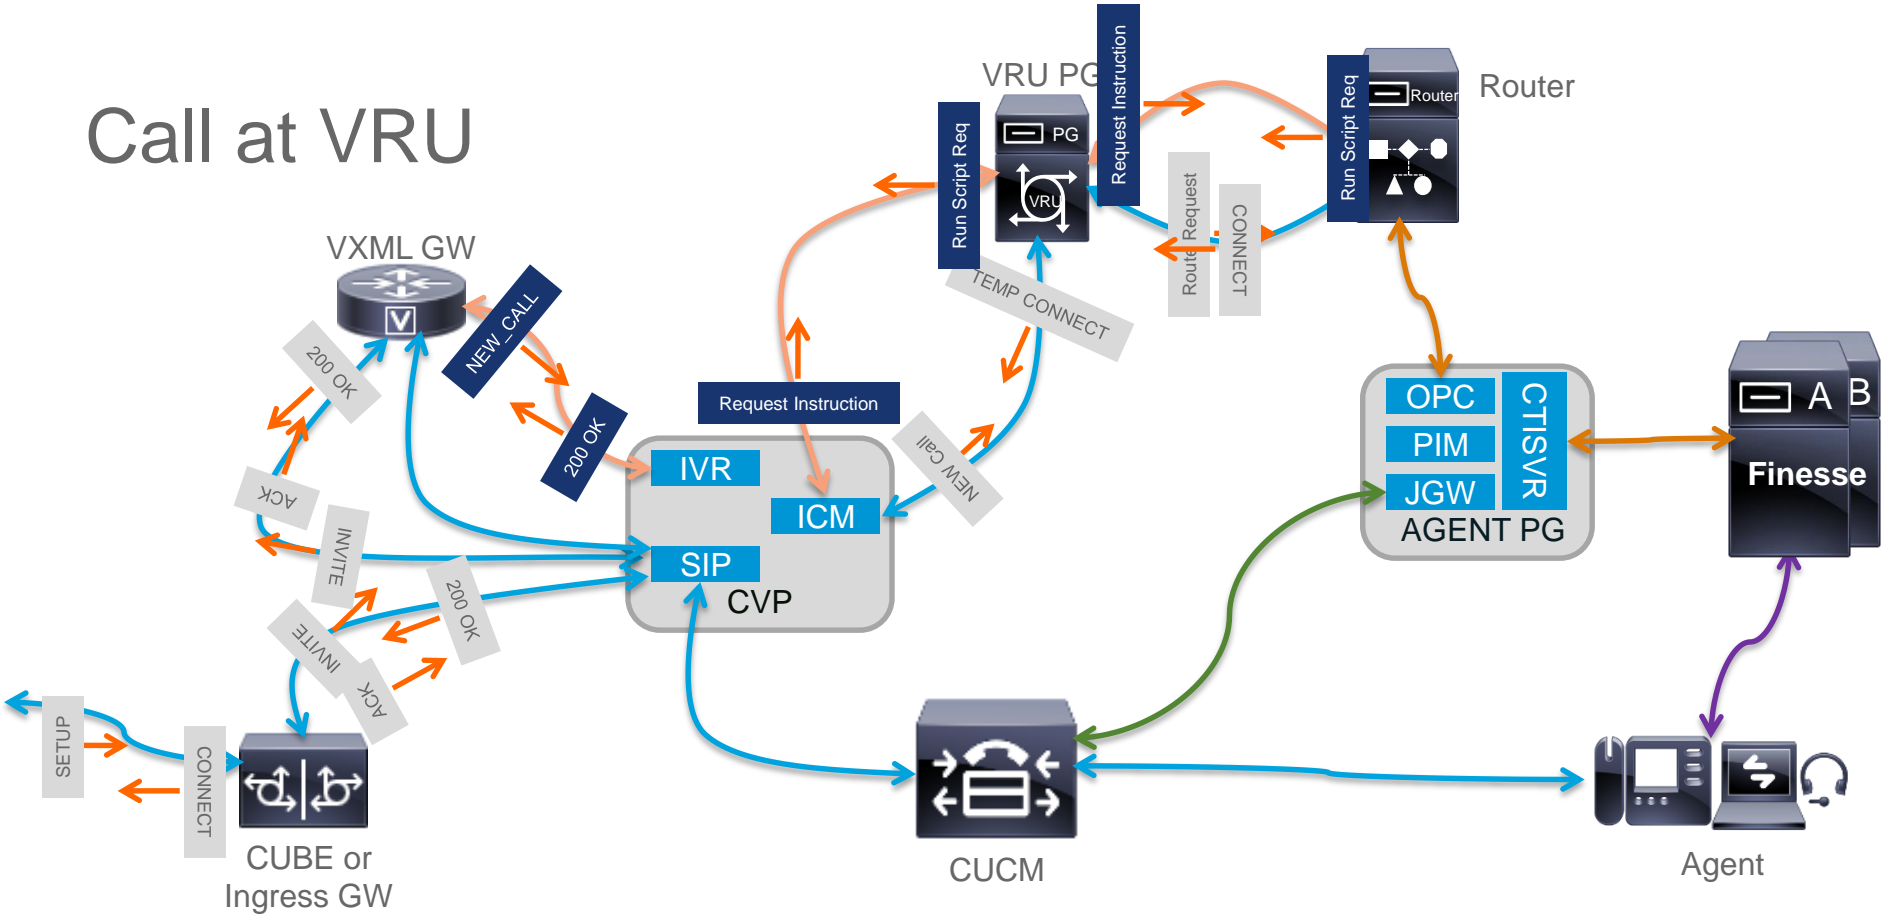 Call at VRU
VRU PG
Request Instruction
Run Script Req
Router
Router
Run Script Req
PG
VRU
Route Request
CONNECT
TEMP CONNECT
VXML GW
V
NEW_CALL
200 OK
200 OK
Request Instruction
NEW Call
ACK
INVITE
IVR
ICM
SIP
CVP
200 OK
INVITE
ACK
SETUP
CONNECT
CUBE or
Ingress GW
CUCM
OPC
PIM
JGW
CTISVR
AGENT PG
A
B
Finesse
Agent